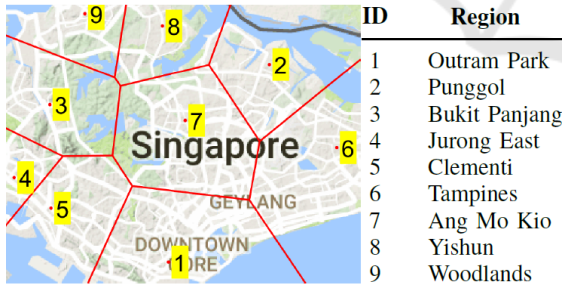 9
8
2
3
7
Singapore
6
4
5
GEYLANG
DOWNTOWN
1
ID Region
1 Outram Park
2 Punggol
3 Bukit Panjang
4 Jurong East
5 Clementi
6 Tampines
7 Ang Mo Kio
8 Yishun
9 Woodlands